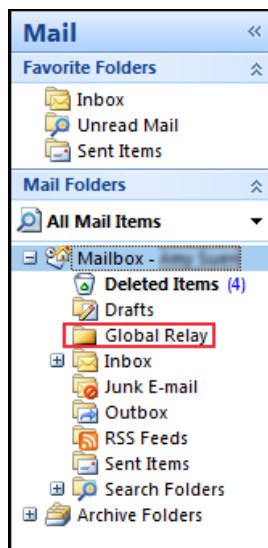 Mail
Favorite Folders
Inbox
Unread Mail
Sent Items
Mail Folders
All Mail Items
Mailbox -
Deleted Items (4)
Drafts
Global Relay
Inbox
Junk E-mail
Outbox
RSS Feeds
Sent Items
Search Folders
Archive Folders